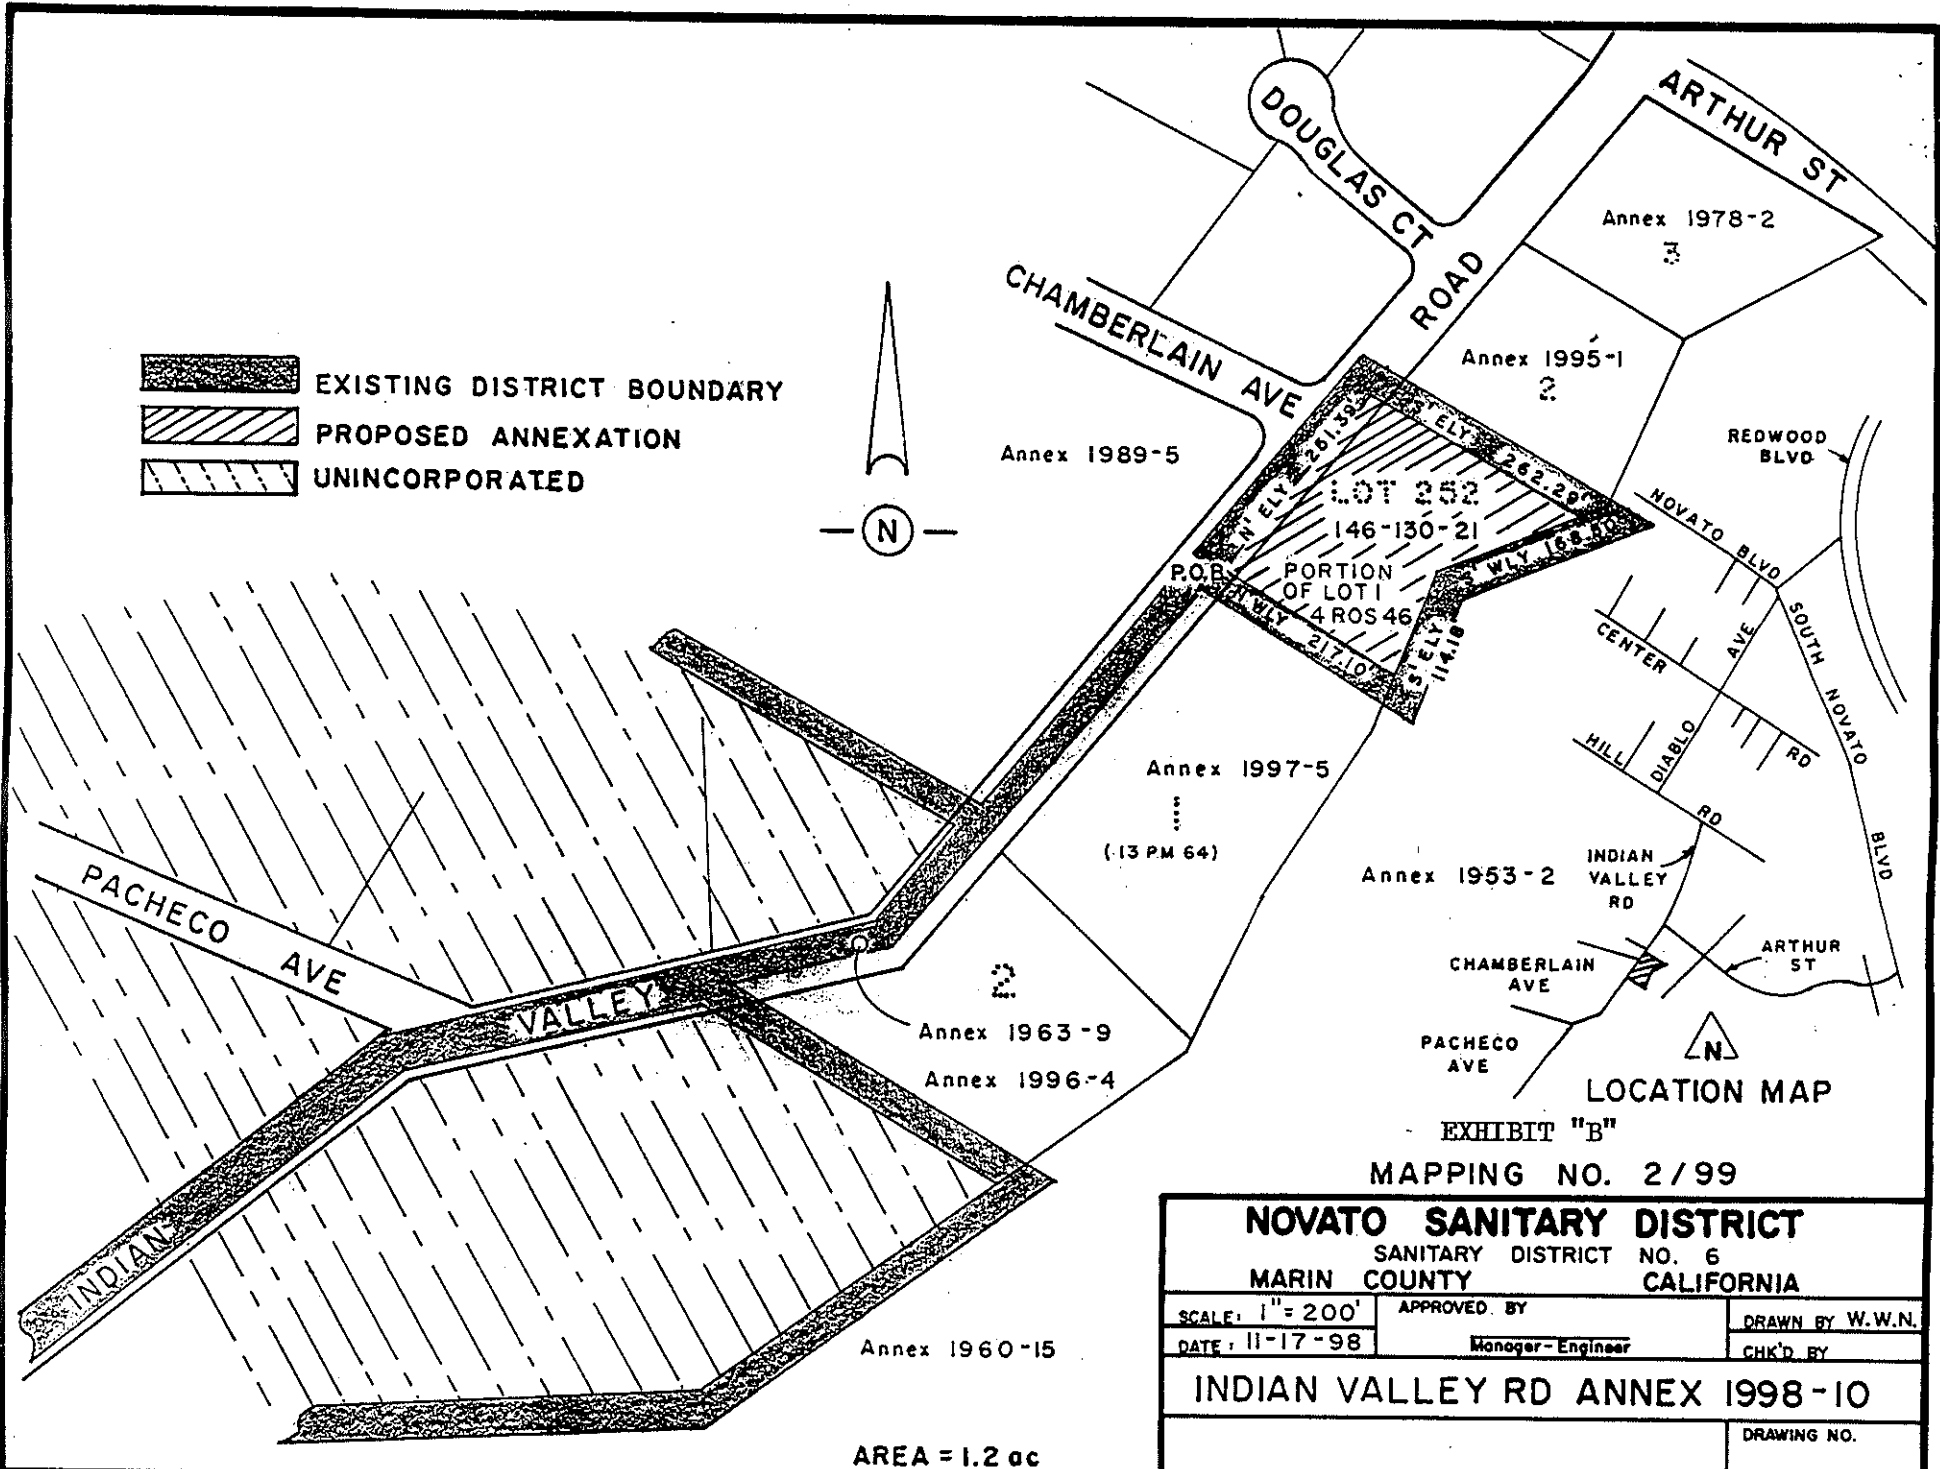 ARTHUR ST
DOUGLAS CT
Annex 1978-2
3
ROAD
CHAMBERLAIN AVE
Annex 1995-1
2
EXISTING DISTRICT BOUNDARY
PROPOSED ANNEXATION
UNINCORPORATED
Annex 1989-5
N
N'ELY 251.39'
S'ELY 262.29'
LOT 252
146-130-21
S'WLY 168.50'
P.O.B.
PORTION
OF LOT 1
4 ROS 46
N'WLY 217.10'
S'ELY
114.18'
REDWOOD
BLVD
NOVATO BLVD
SOUTH NOVATO BLVD
CENTER RD
DIABLO AVE
HILL RD
INDIAN
VALLEY
RD
ARTHUR
ST
CHAMBERLAIN
AVE
PACHECO
AVE
N
LOCATION MAP
Annex 1997-5
(13 PM 64)
Annex 1953-2
PACHECO AVE
INDIAN VALLEY
2
Annex 1963-9
Annex 1996-4
Annex 1960-15
AREA = 1.2 ac
EXHIBIT "B"
MAPPING NO. 2/99
NOVATO SANITARY DISTRICT
SANITARY DISTRICT NO. 6
MARIN COUNTY CALIFORNIA
SCALE: 1"=200'
DATE: 11-17-98
APPROVED BY
Manager-Engineer
DRAWN BY W.W.N.
CHK'D BY
INDIAN VALLEY RD ANNEX 1998-10
DRAWING NO.